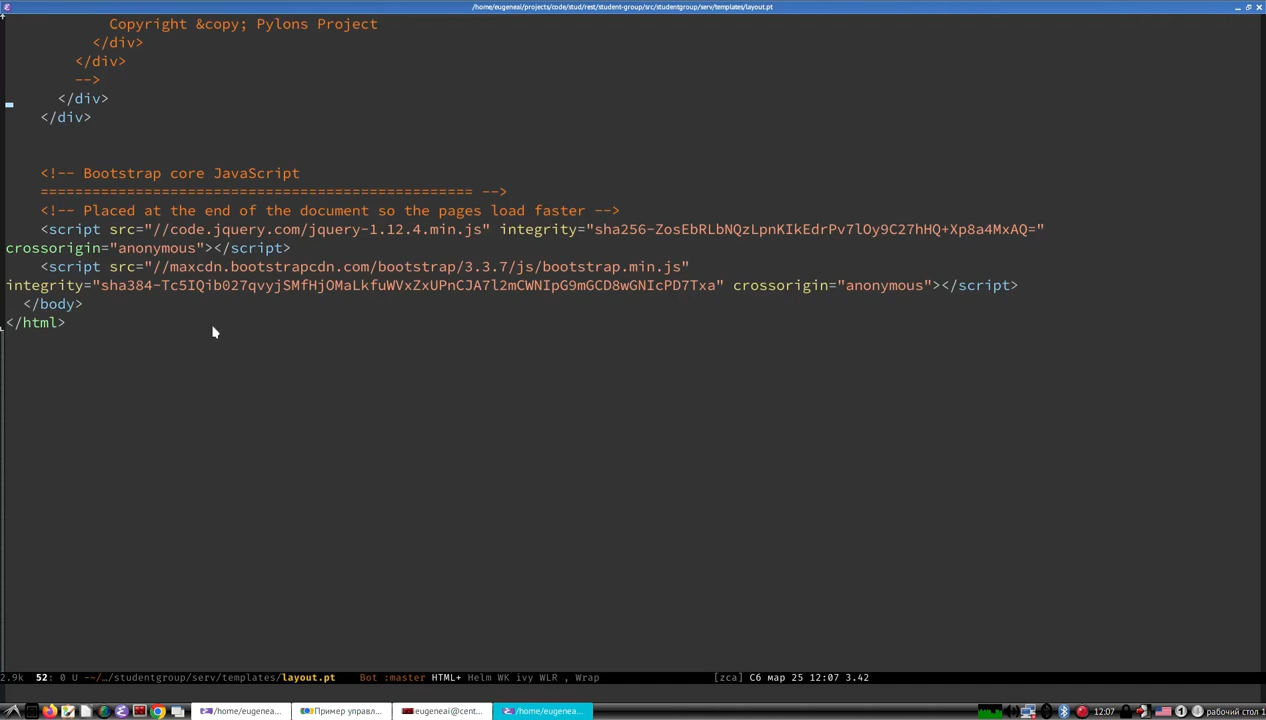 /home/eugeneai/projects/code/stud/rest/student-group/src/studentgroup/serv/templates/layout.pt
Copyright &copy; Pylons Project
</div>
</div>
-->
</div>
</div>
<!-- Bootstrap core JavaScript
================================================== -->
<!-- Placed at the end of the document so the pages load faster -->
<script src="//code.jquery.com/jquery-1.12.4.min.js" integrity="sha256-ZosEbRLbNQzLpnKIkEdrPv7lOy9C27hHQ+Xp8a4MxAQ="
crossorigin="anonymous"></script>
<script src="//maxcdn.bootstrapcdn.com/bootstrap/3.3.7/js/bootstrap.min.js"
integrity="sha384-Tc5IQib027qvyjSMfHjOMaLkfuWVxZxUPnCJA7l2mCWNIpG9mGCD8wGNIcPD7Txa" crossorigin="anonymous"></script>
</body>
</html>
2.9k 52: 0 U -~/…/studentgroup/serv/templates/layout.pt Bot :master HTML+ Helm WK ivy WLR , Wrap [zca] Сб мар 25 12:07 3.42
/home/eugeneai... Пример управл... eugeneai@cent... /home/eugeneai... 12:07 рабочий стол 1